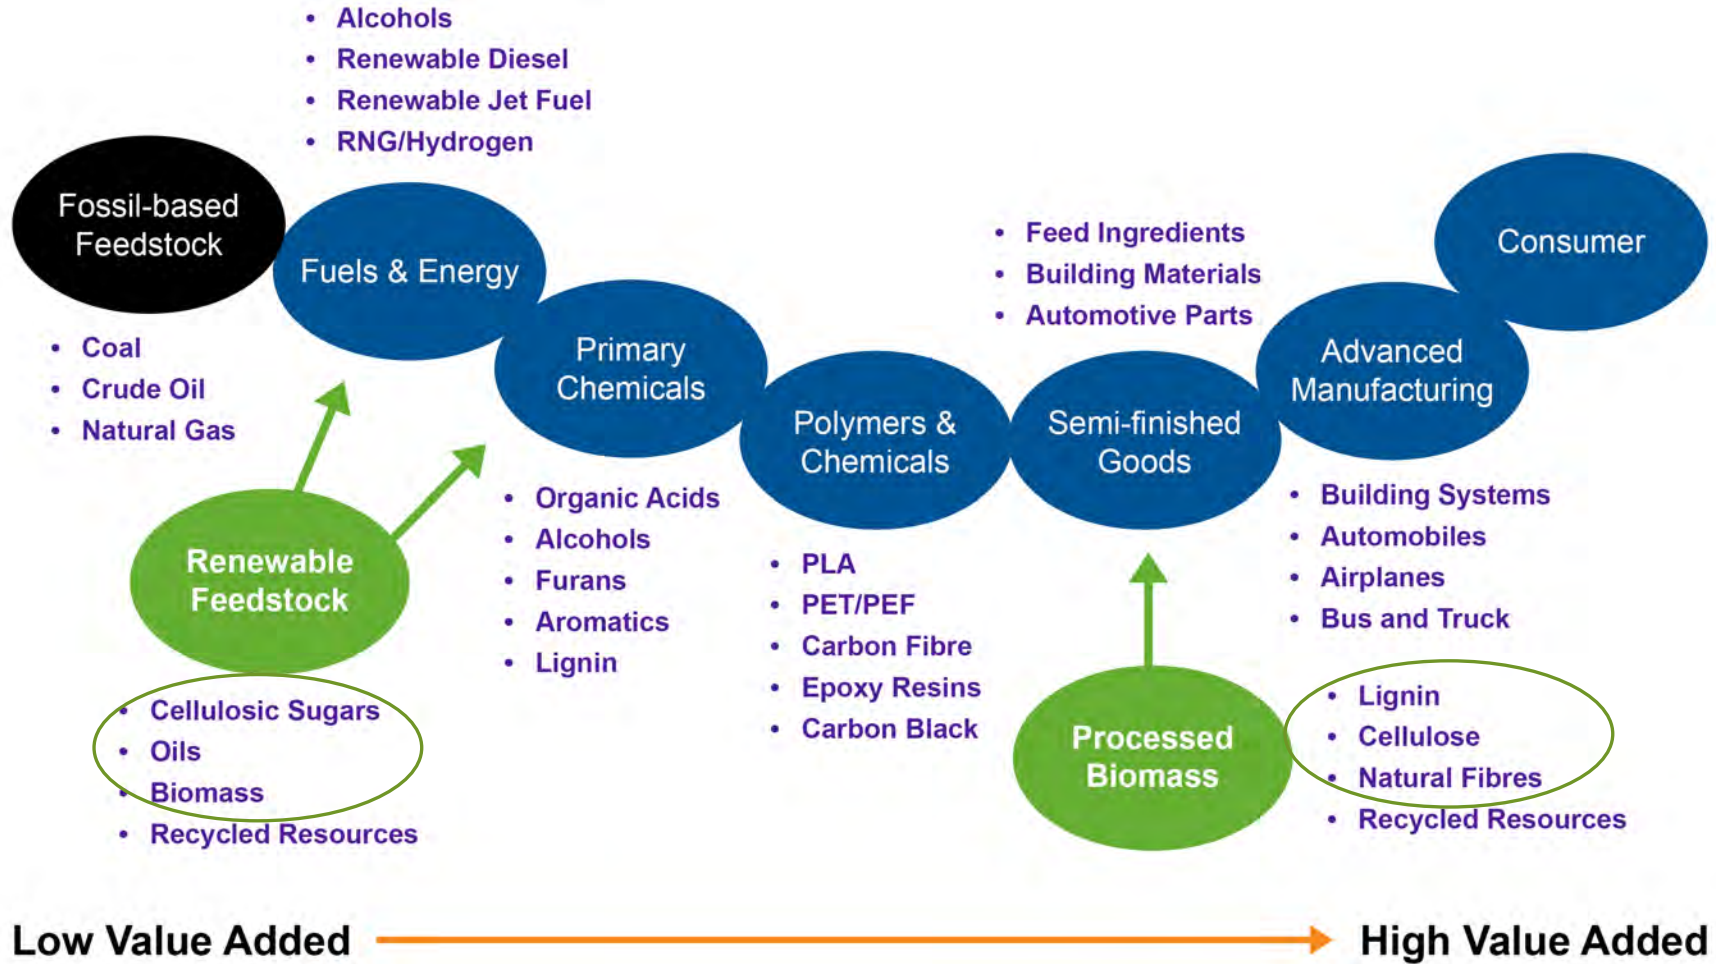 • Alcohols
• Renewable Diesel
• Renewable Jet Fuel
• RNG/Hydrogen
Fossil-based
Feedstock
• Coal
• Crude Oil
• Natural Gas
Fuels & Energy
Primary
Chemicals
• Organic Acids
• Alcohols
• Furans
• Aromatics
• Lignin
Renewable
Feedstock
• Cellulosic Sugars
• Oils
• Biomass
• Recycled Resources
Polymers &
Chemicals
• PLA
• PET/PEF
• Carbon Fibre
• Epoxy Resins
• Carbon Black
• Feed Ingredients
• Building Materials
• Automotive Parts
Semi-finished
Goods
Processed
Biomass
• Lignin
• Cellulose
• Natural Fibres
• Recycled Resources
Advanced
Manufacturing
• Building Systems
• Automobiles
• Airplanes
• Bus and Truck
Consumer
Low Value Added
High Value Added